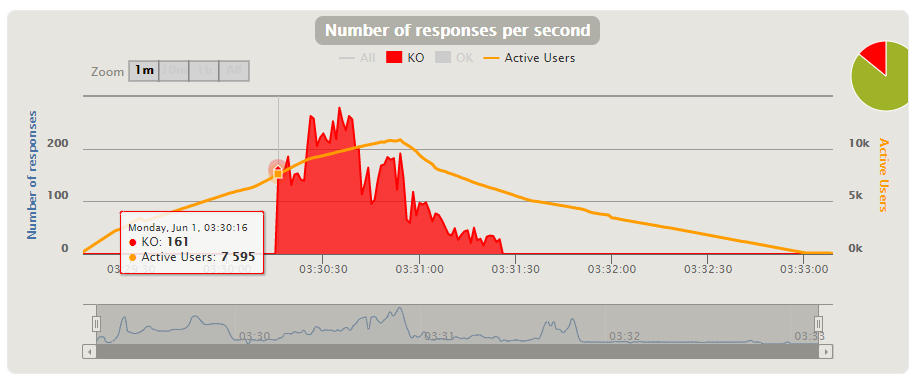 Number of responses per second
All KO OK Active Users
Zoom 1m 10m 1h All
Number of responses
200
100
0
10k
5k
0k
Active Users
Monday, Jun 1, 03:30:16
KO: 161
Active Users: 7 595
03:29:30 03:30:00 03:30:30 03:31:00 03:31:30 03:32:00 03:32:30 03:33:00
03:30 03:31 03:32 03:33